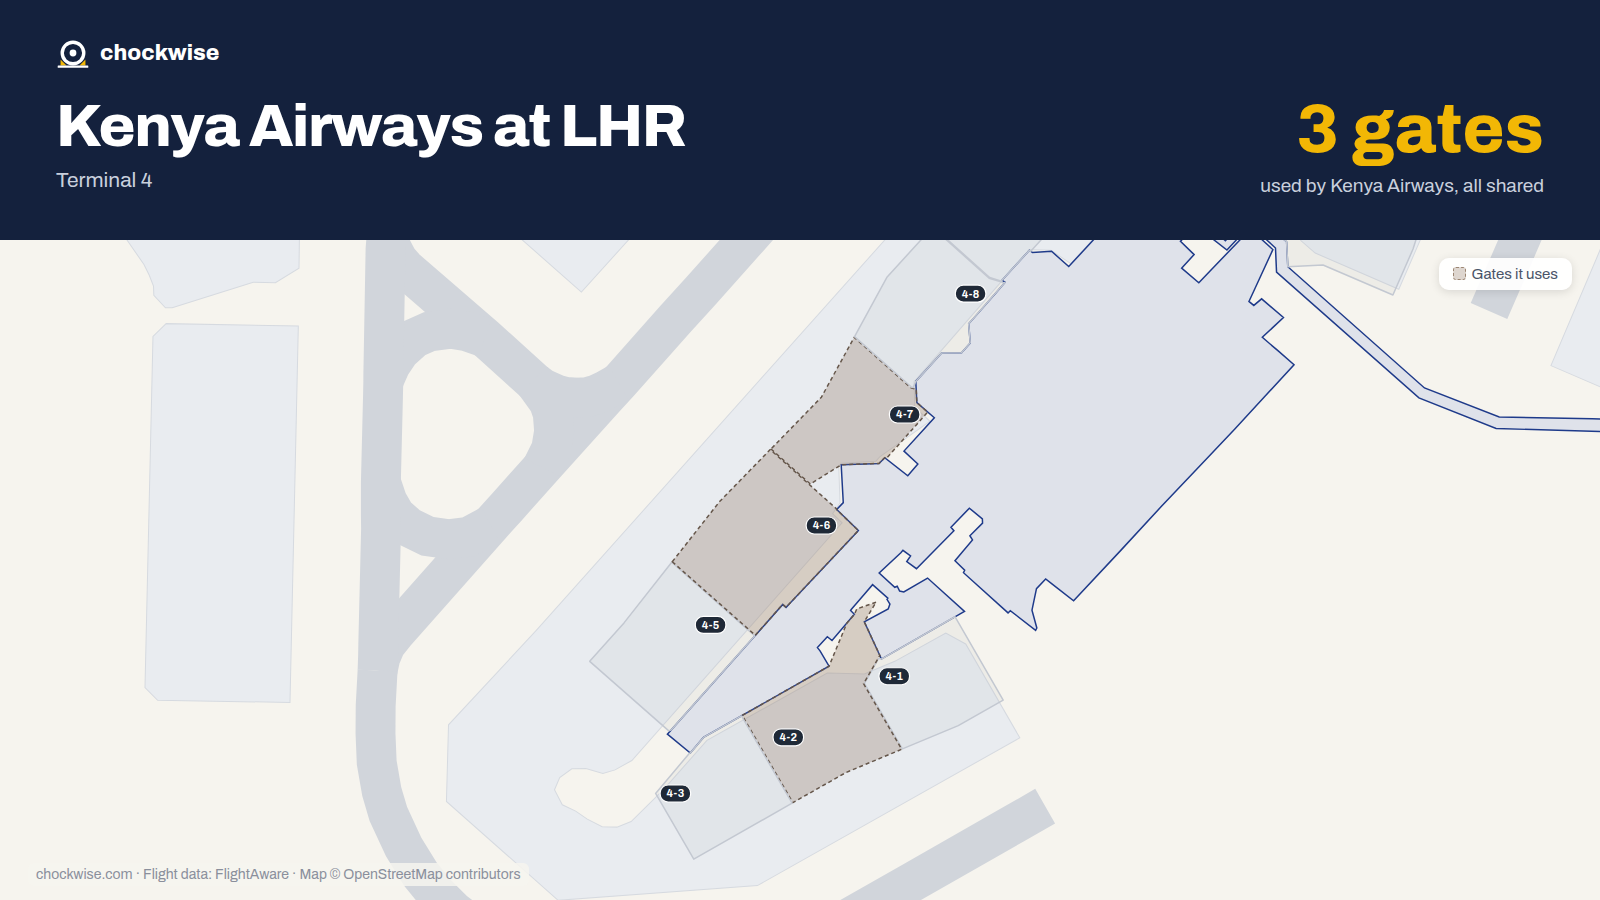 chockwise
Kenya Airways at LHR
Terminal 4
3 gates
used by Kenya Airways, all shared
Gates it uses
4-8
4-7
4-6
4-5
4-1
4-2
4-3
chockwise.com · Flight data: FlightAware · Map © OpenStreetMap contributors